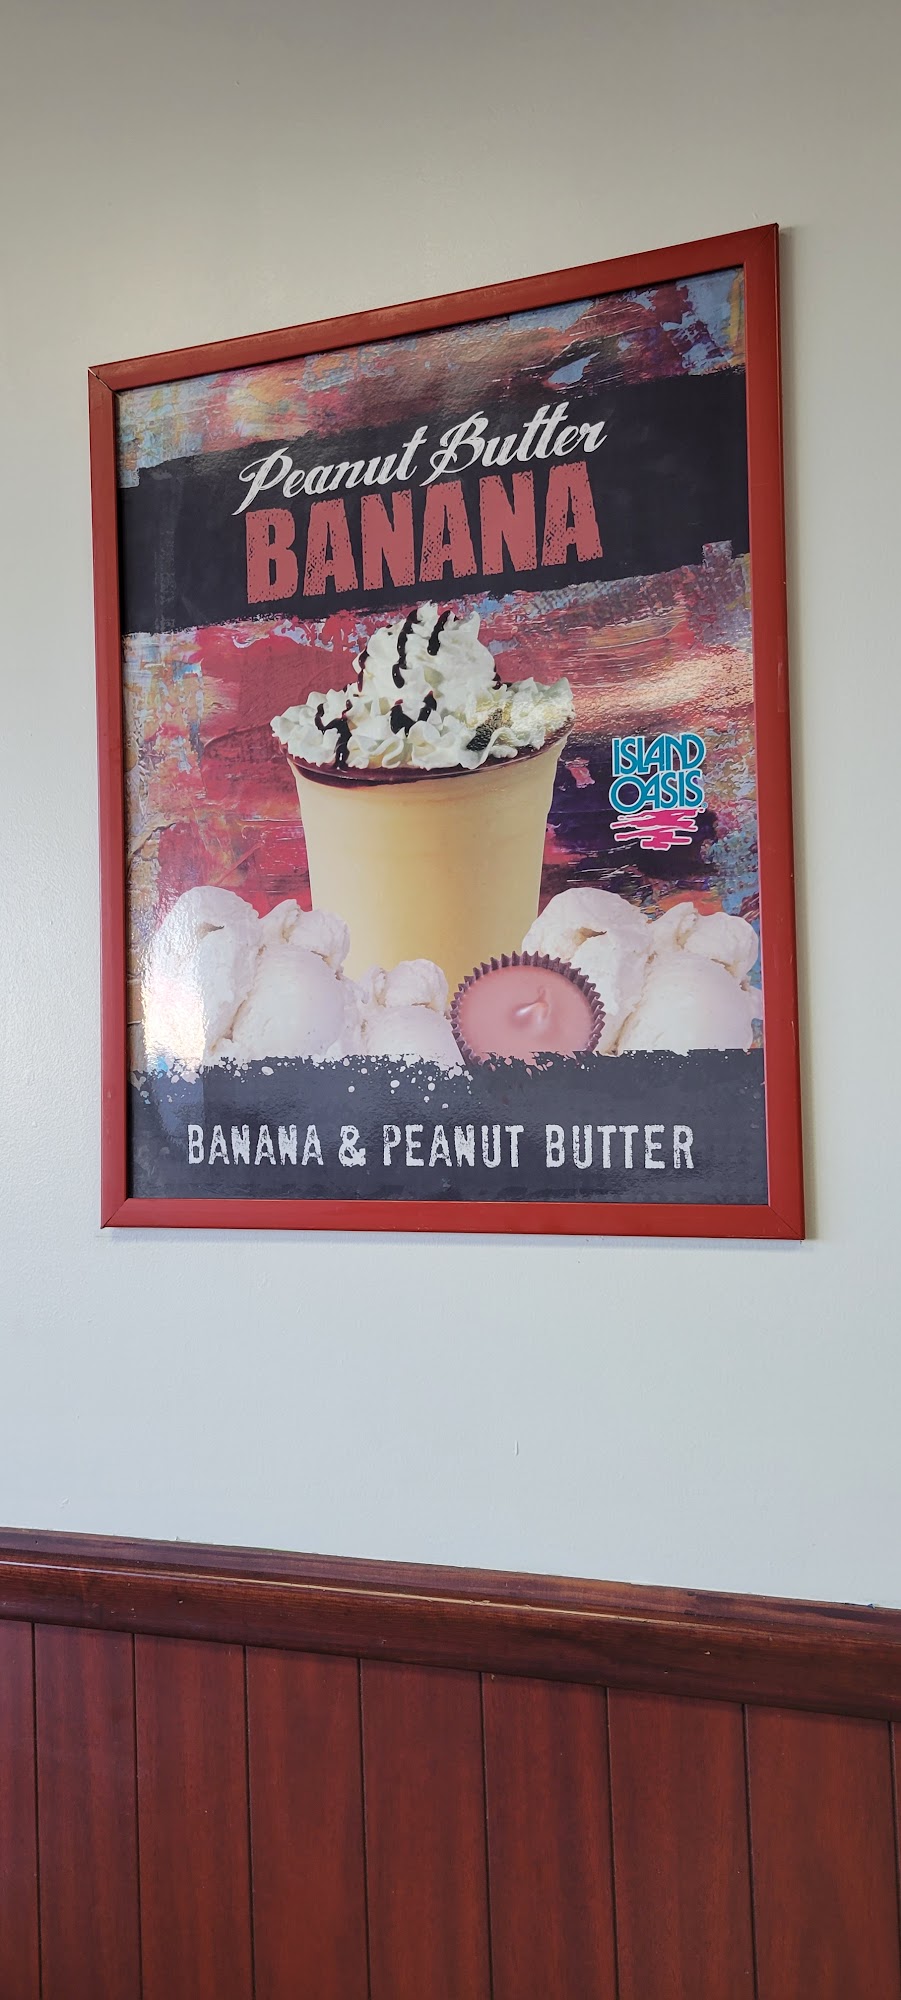 Peanut Butter
BANANA
ISLAND
OASIS
BANANA & PEANUT BUTTER